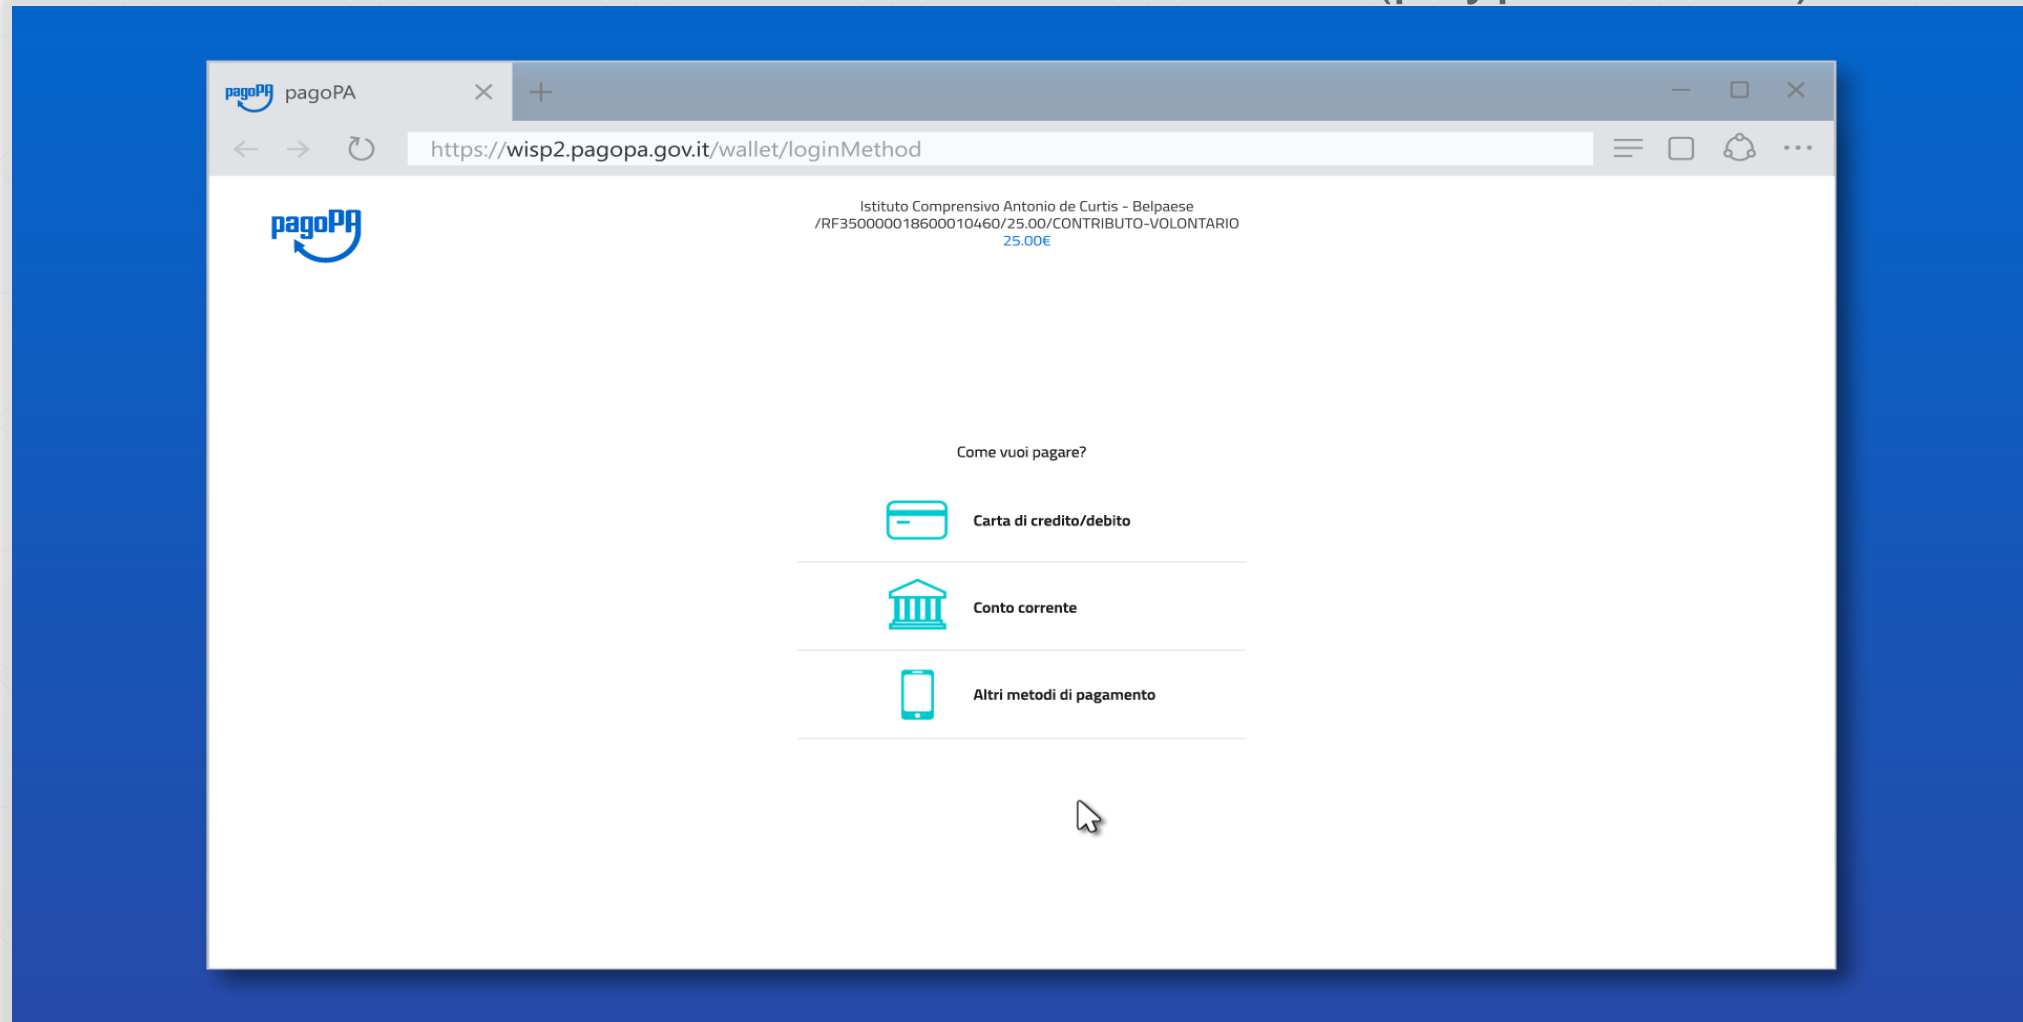 pagoPA pagoPA
https://wisp2.pagopa.gov.it/wallet/loginMethod
pagoPA
Istituto Comprensivo Antonio de Curtis - Belpaese
/RF350000018600010460/25.00/CONTRIBUTO-VOLONTARIO
25.00€
Come vuoi pagare?
Carta di credito/debito
Conto corrente
Altri metodi di pagamento